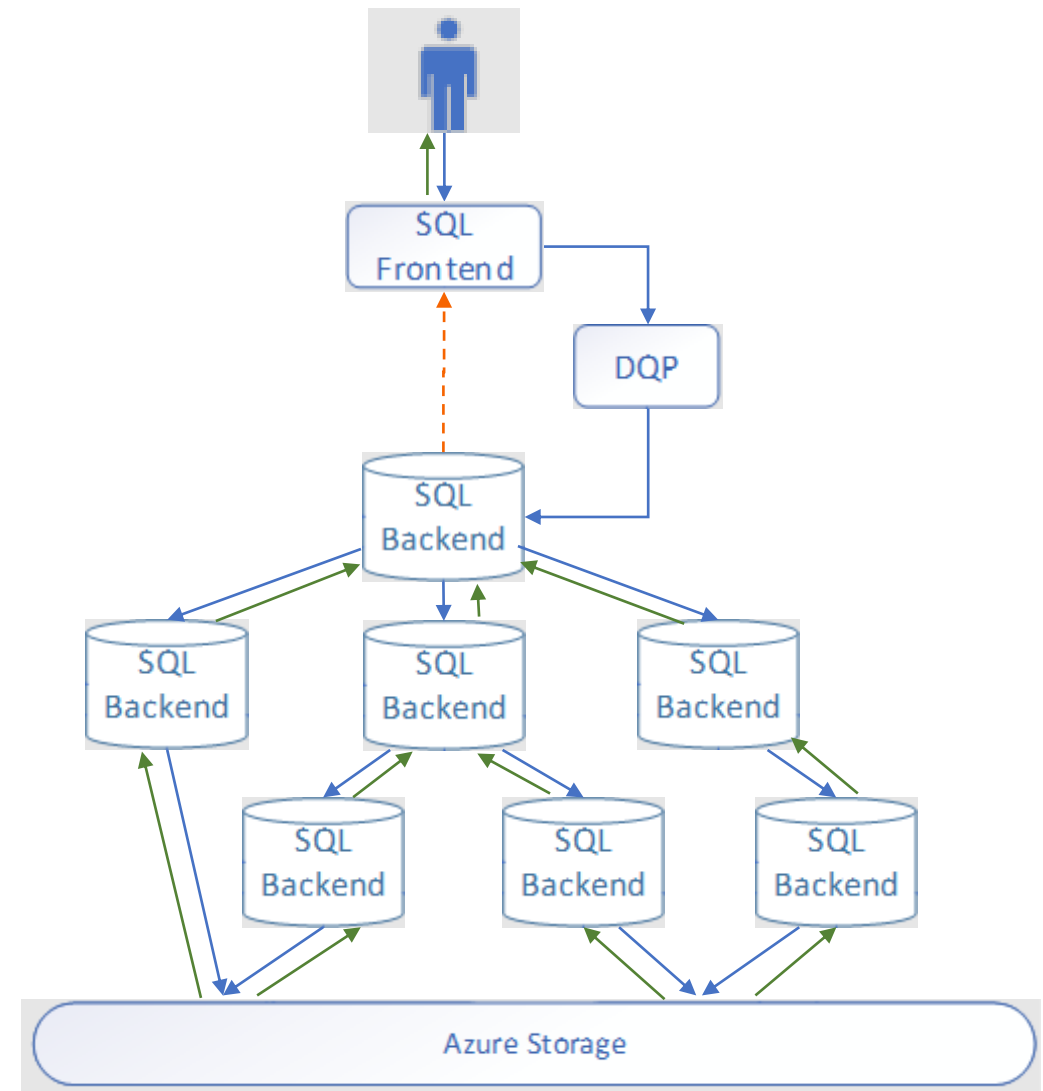 SQL
Frontend
DQP
SQL
Backend
SQL
Backend
SQL
Backend
SQL
Backend
SQL
Backend
SQL
Backend
SQL
Backend
Azure Storage